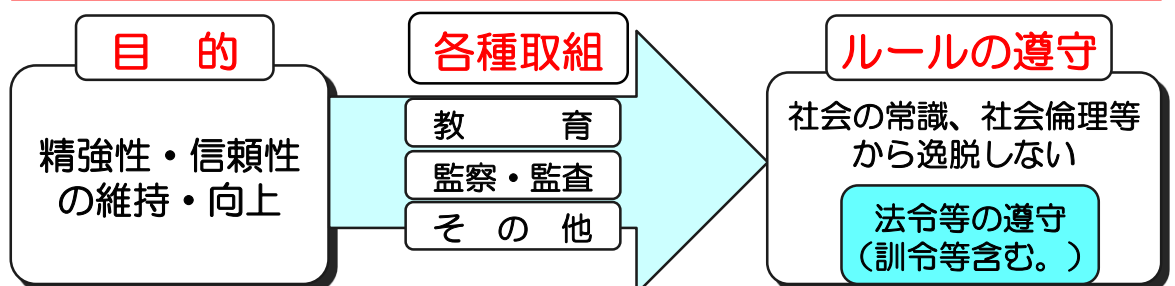 目　的
精強性・信頼性
の維持・向上
各種取組
教　　　育
監察・監査
そ　の　他
ルールの遵守
社会の常識、社会倫理等
から逸脱しない
法令等の遵守
（訓令等含む。）